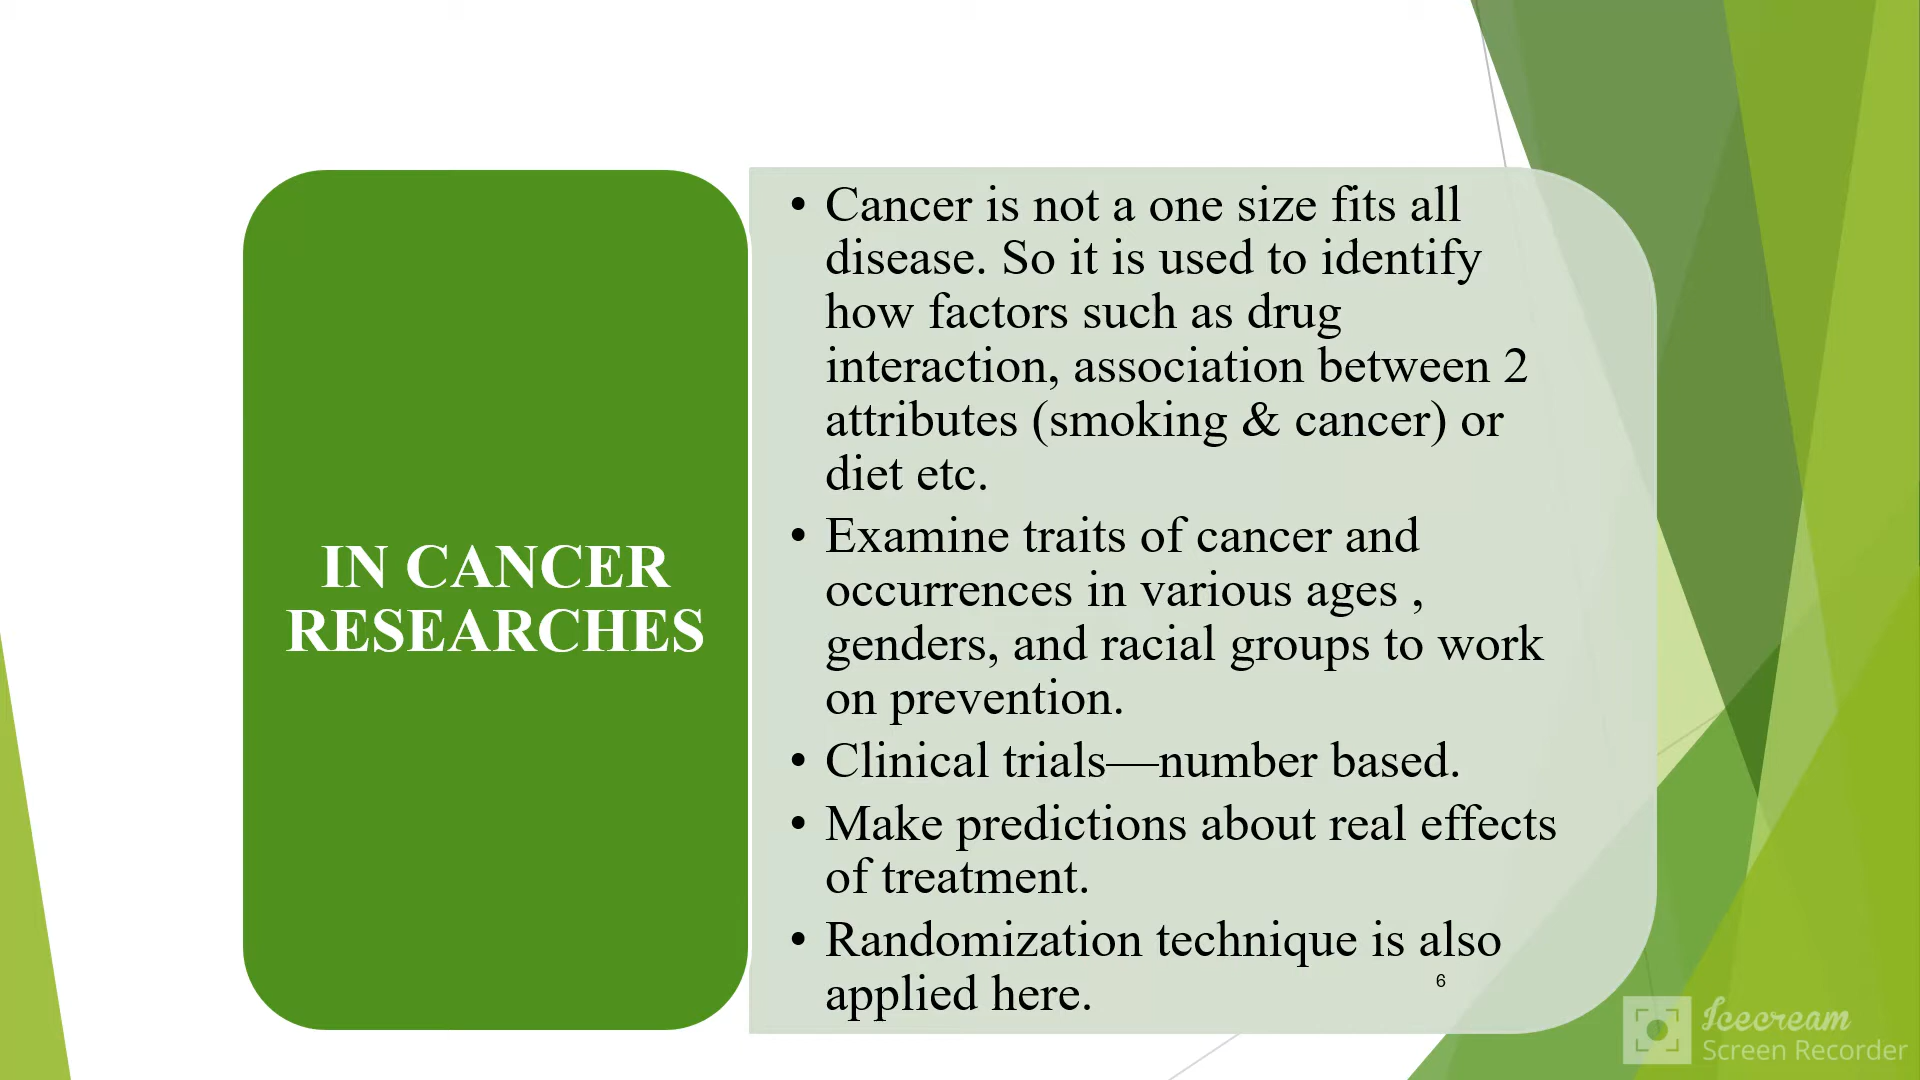 IN CANCER
RESEARCHES
• Cancer is not a one size fits all
disease. So it is used to identify
how factors such as drug
interaction, association between 2
attributes (smoking & cancer) or
diet etc.
• Examine traits of cancer and
occurrences in various ages ,
genders, and racial groups to work
on prevention.
• Clinical trials—number based.
• Make predictions about real effects
of treatment.
• Randomization technique is also
applied here.
6
Icecream
Screen Recorder